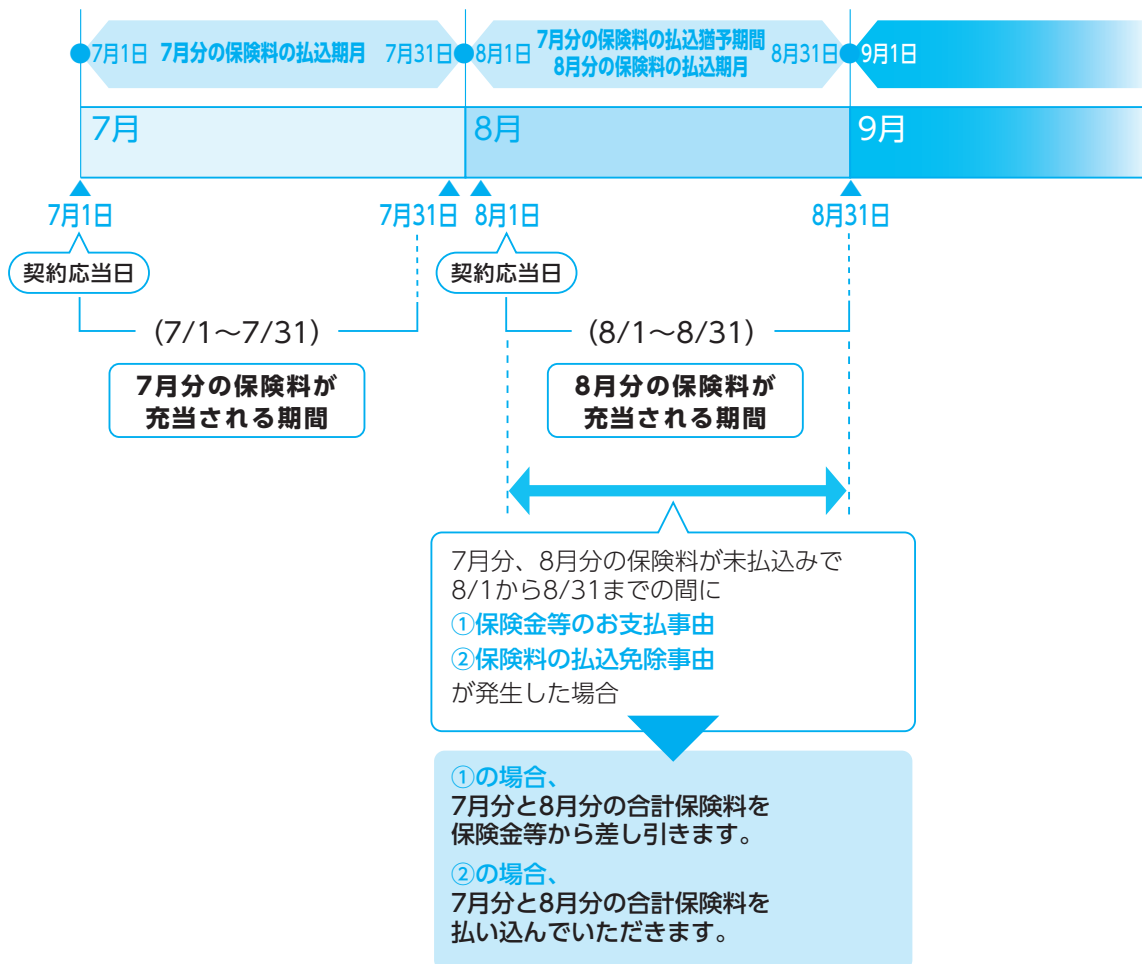 7月1日 7月分の保険料の払込期月 7月31日
8月1日 7月分の保険料の払込猶予期間 8月31日
8月分の保険料の払込期月
9月1日
7月 8月 9月
7月1日 7月31日 8月1日 8月31日
契約応当日 契約応当日
(7/1~7/31) (8/1~8/31)
7月分の保険料が
充当される期間
8月分の保険料が
充当される期間
7月分、8月分の保険料が未払込みで
8/1から8/31までの間に
①保険金等のお支払事由
②保険料の払込免除事由
が発生した場合
①の場合、
7月分と8月分の合計保険料を
保険金等から差し引きます。
②の場合、
7月分と8月分の合計保険料を
払い込んでいただきます。